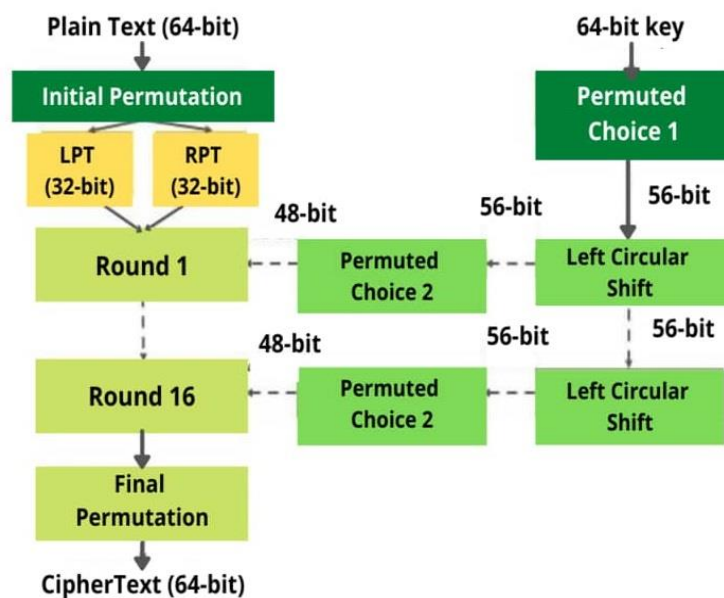 Plain Text (64-bit)
64-bit key
Initial Permutation
Permuted
Choice 1
LPT
(32-bit)
RPT
(32-bit)
56-bit
48-bit
56-bit
Round 1
Permuted
Choice 2
Left Circular
Shift
56-bit
48-bit
56-bit
Round 16
Permuted
Choice 2
Left Circular
Shift
Final
Permutation
CipherText (64-bit)